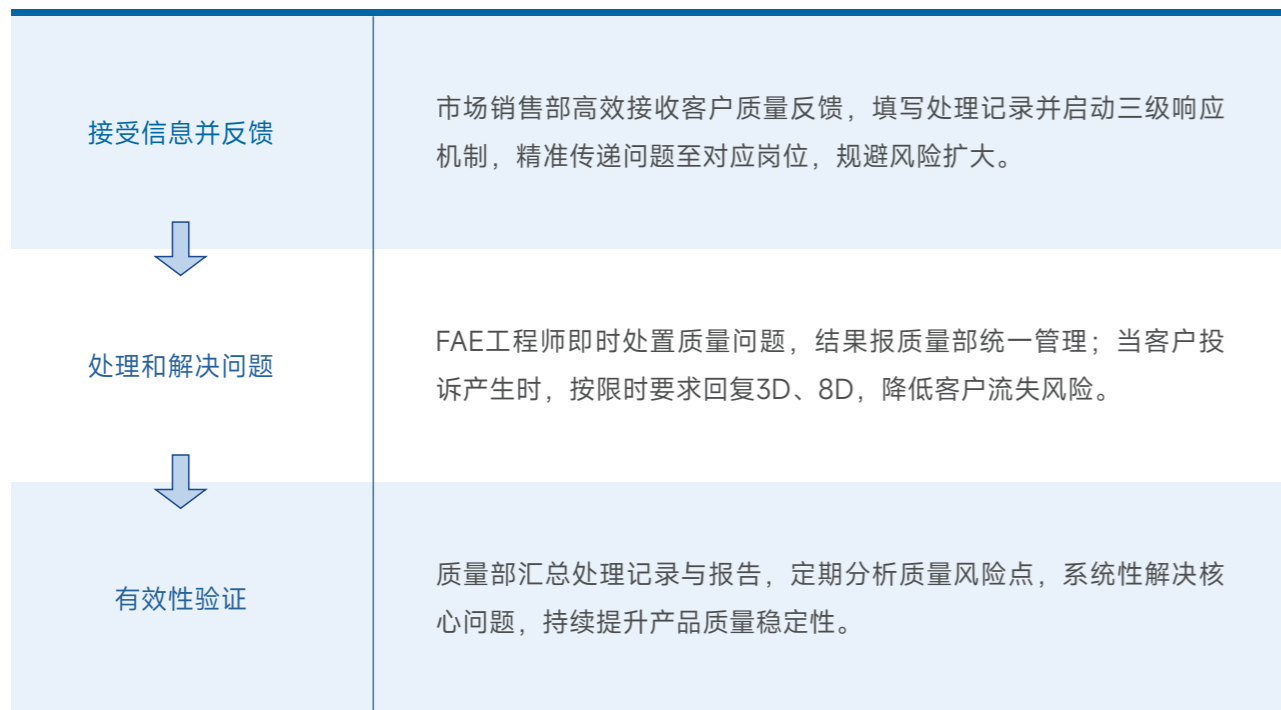 接受信息并反馈
市场销售部高效接收客户质量反馈，填写处理记录并启动三级响应
机制，精准传递问题至对应岗位，规避风险扩大。
处理和解决问题
FAE工程师即时处置质量问题，结果报质量部统一管理；当客户投
诉产生时，按限时要求回复3D、8D，降低客户流失风险。
有效性验证
质量部汇总处理记录与报告，定期分析质量风险点，系统性解决核
心问题，持续提升产品质量稳定性。